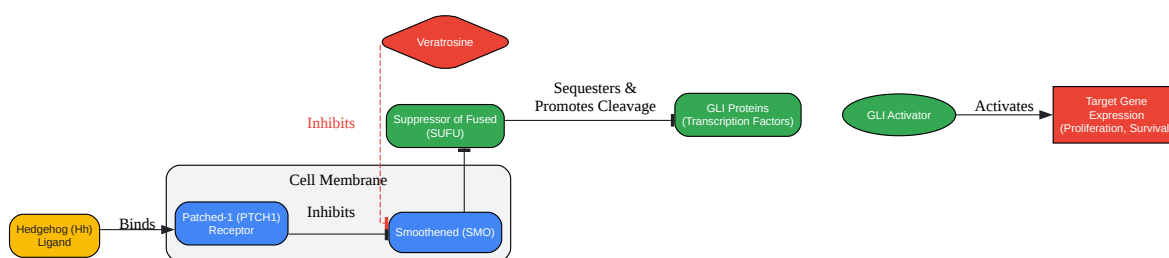 Veratrosine
Inhibits
Suppressor of Fused
(SUFU)
Sequesters &
Promotes Cleavage
GLI Proteins
(Transcription Factors)
GLI Activator
Activates
Target Gene
Expression
(Proliferation, Survival
Cell Membrane
Hedgehog (Hh)
Ligand
Binds
Patched-1 (PTCH1)
Receptor
Inhibits
Smoothened (SMO)